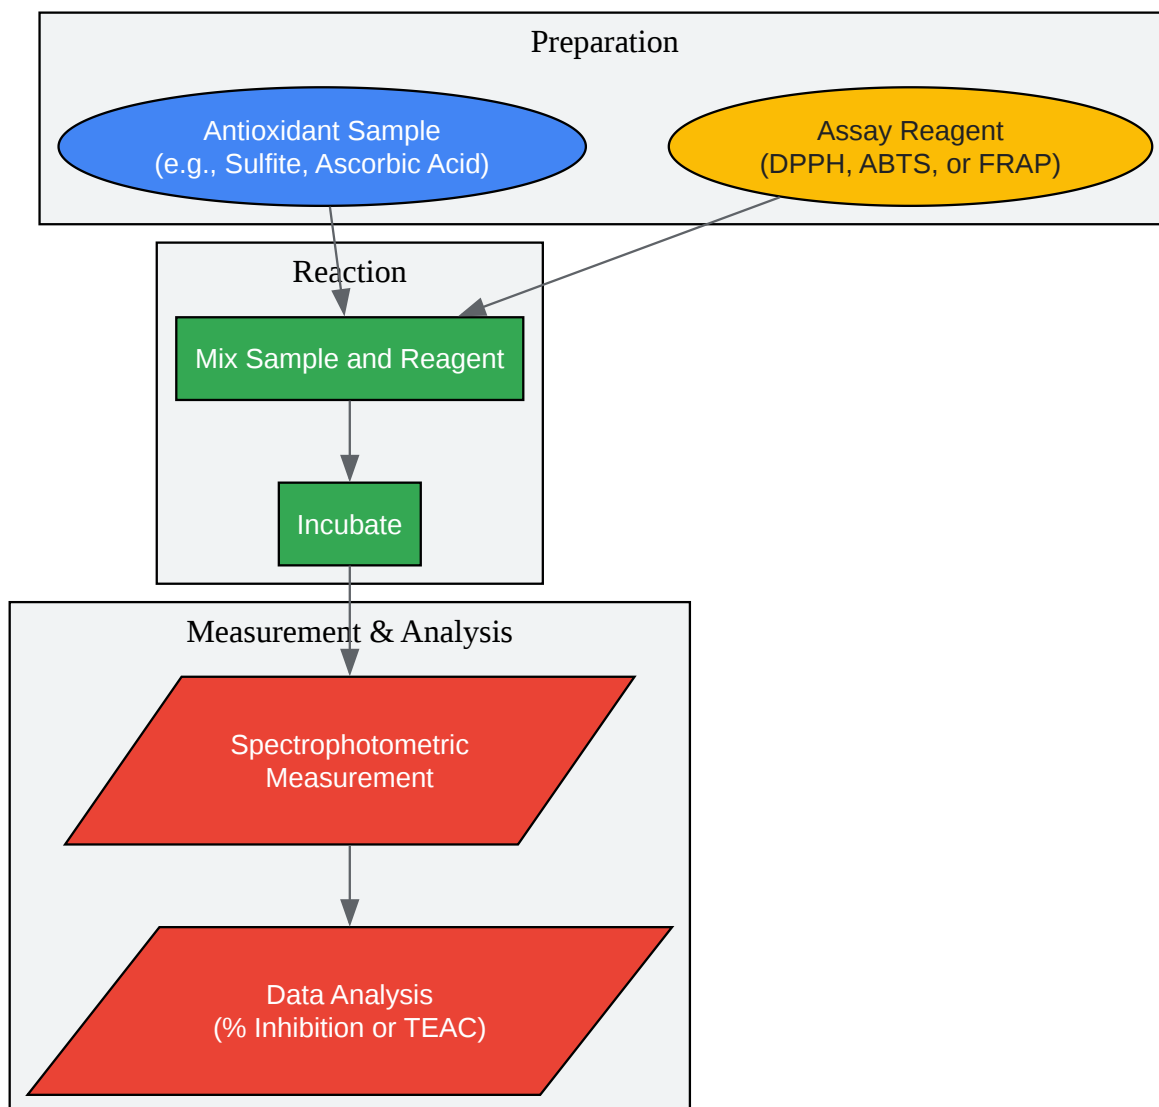 Preparation
Antioxidant Sample
(e.g., Sulfite, Ascorbic Acid)
Assay Reagent
(DPPH, ABTS, or FRAP)
Reaction
Mix Sample and Reagent
Incubate
Measurement & Analysis
Spectrophotometric
Measurement
Data Analysis
(% Inhibition or TEAC)